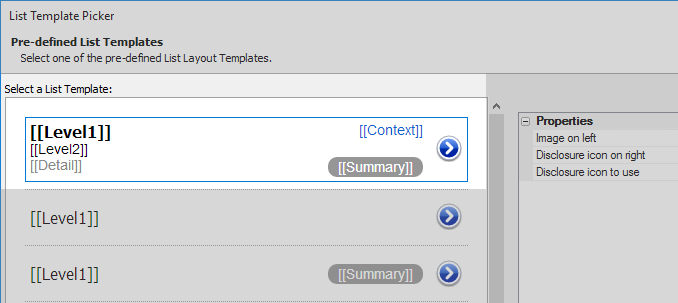 List Template Picker
Pre-defined List Templates
Select one of the pre-defined List Layout Templates.
Select a List Template:
[[Level1]] [[Context]]
[[Level2]]
[[Detail]] [[Summary]]
[[Level1]]
[[Level1]] [[Summary]]
Properties
Image on left
Disclosure icon on right
Disclosure icon to use